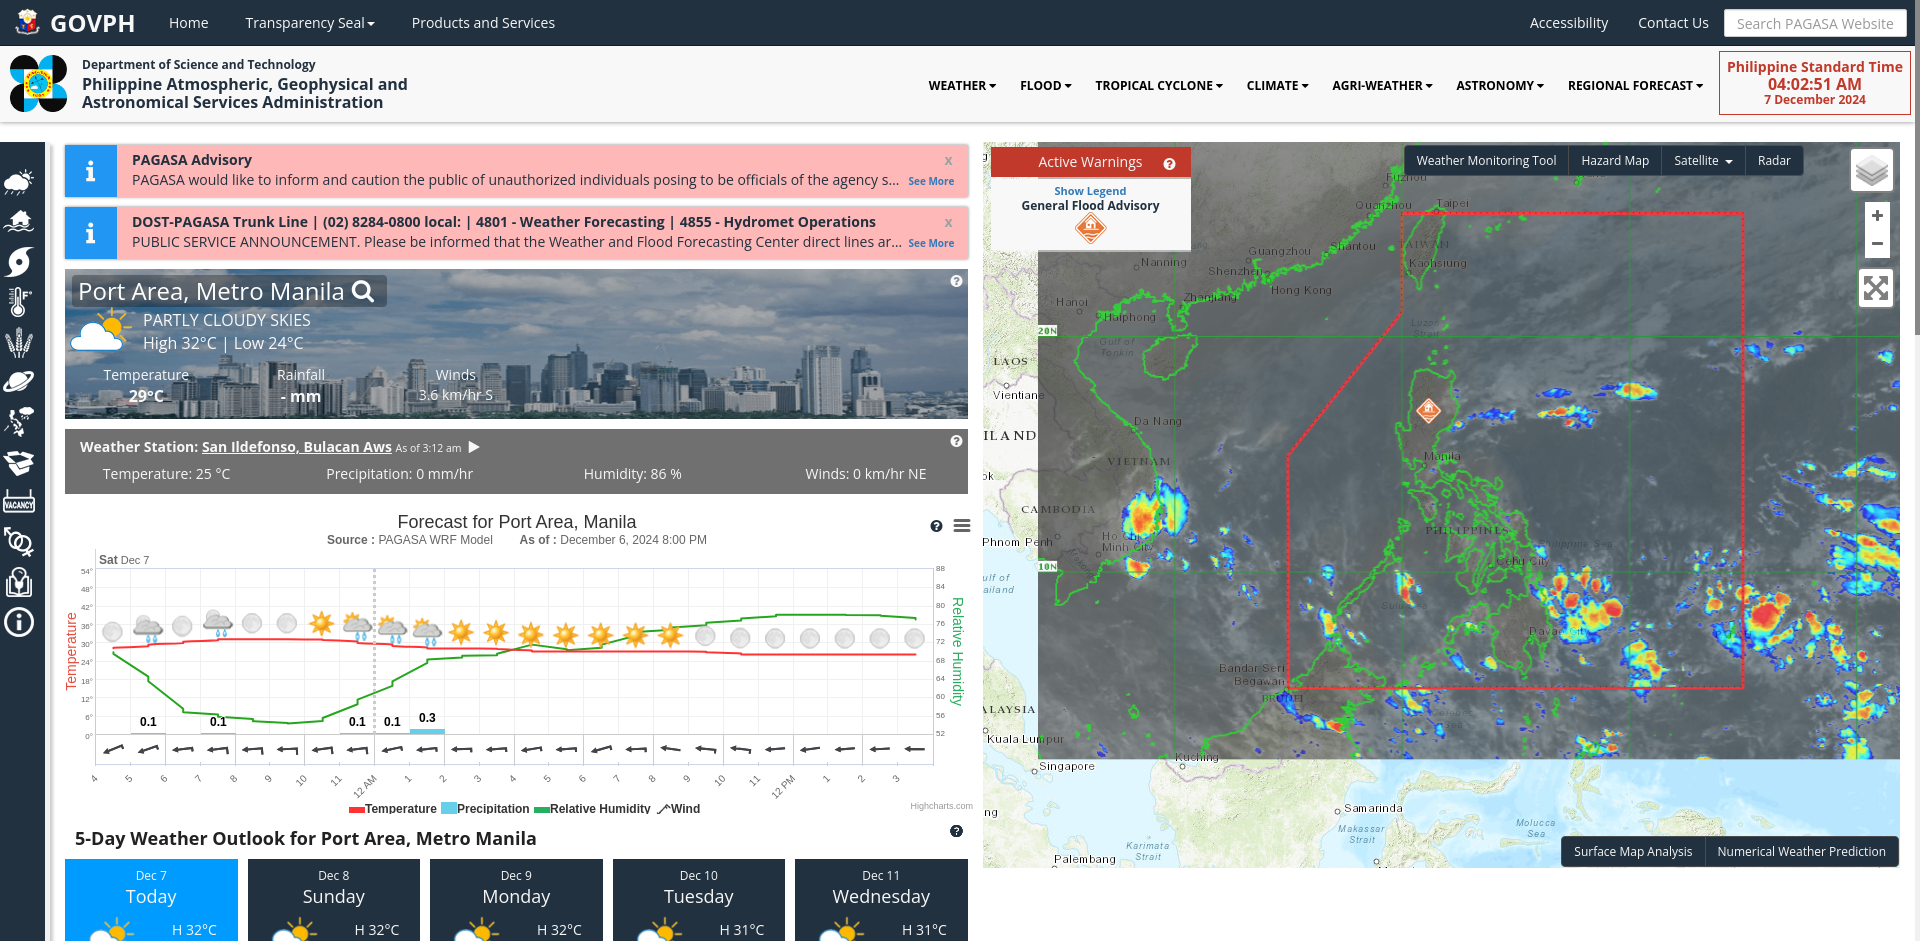 GOVPH
Home
Transparency Seal
Products and Services
Accessibility
Contact Us
Search PAGASA Website
Department of Science and Technology
Philippine Atmospheric, Geophysical and
Astronomical Services Administration
WEATHER
FLOOD
TROPICAL CYCLONE
CLIMATE
AGRI-WEATHER
ASTRONOMY
REGIONAL FORECAST
Philippine Standard Time
04:02:51 AM
7 December 2024
PAGASA Advisory
x
PAGASA would like to inform and caution the public of unauthorized individuals posing to be officials of the agency s... See More
DOST-PAGASA Trunk Line | (02) 8284-0800 local: | 4801 - Weather Forecasting | 4855 - Hydromet Operations
x
PUBLIC SERVICE ANNOUNCEMENT. Please be informed that the Weather and Flood Forecasting Center direct lines ar... See More
Port Area, Metro Manila
PARTLY CLOUDY SKIES
High 32°C | Low 24°C
Temperature
Rainfall
Winds
29°C
- mm
3.6 km/hr S
Weather Station: San Ildefonso, Bulacan Aws As of 3:12 am
Temperature: 25 °C
Precipitation: 0 mm/hr
Humidity: 86 %
Winds: 0 km/hr NE
Forecast for Port Area, Manila
Source : PAGASA WRF Model As of : December 6, 2024 8:00 PM
Sat Dec 7
Temperature
54°
48°
42°
36°
30°
24°
18°
12°
6°
0°
88
84
80
76
72
68
64
60
56
52
Relative Humidity
0.1
0.1
0.1
0.1
0.3
4
5
6
7
8
9
10
11
12 AM
1
2
3
4
5
6
7
8
9
10
11
12 PM
1
2
3
Temperature
Precipitation
Relative Humidity
Wind
Highcharts.com
5-Day Weather Outlook for Port Area, Metro Manila
Dec 7
Today
H 32°C
Dec 8
Sunday
H 32°C
Dec 9
Monday
H 32°C
Dec 10
Tuesday
H 31°C
Dec 11
Wednesday
H 31°C
VACANCY
Active Warnings
Show Legend
General Flood Advisory
Weather Monitoring Tool
Hazard Map
Satellite
Radar
+
−
Fuzhou
Quanzhou
Taipei
Shantou
TAIWAN
Guangzhou
Kaohsiung
Nanning
Shenzhen
Hong Kong
Zhanjiang
Hanoi
Haiphong
20N
Luzon
Strait
Gulf of
Tonkin
LAOS
Vientiane
Da Nang
ILAND
VIETNAM
Manila
ok
CAMBODIA
PHILIPPINES
Phnom Penh
Ho Chi
Minh City
Philippine Sea
Cebu City
10N
ulf of
ailand
Davao City
Bandar Seri
Begawan
BRUNEI
ALAYSIA
Kuala Lumpur
Kuching
Singapore
Samarinda
ng
Makassar
Strait
Molucca
Sea
Karimata
Strait
Palembang
Surface Map Analysis
Numerical Weather Prediction